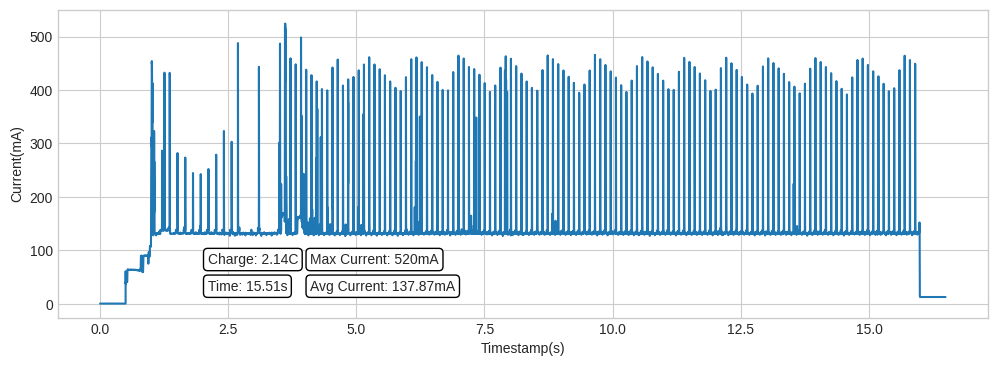 500
400
300
200
100
0
Current(mA)
Charge: 2.14C
Max Current: 520mA
Time: 15.51s
Avg Current: 137.87mA
0.0
2.5
5.0
7.5
10.0
12.5
15.0
Timestamp(s)